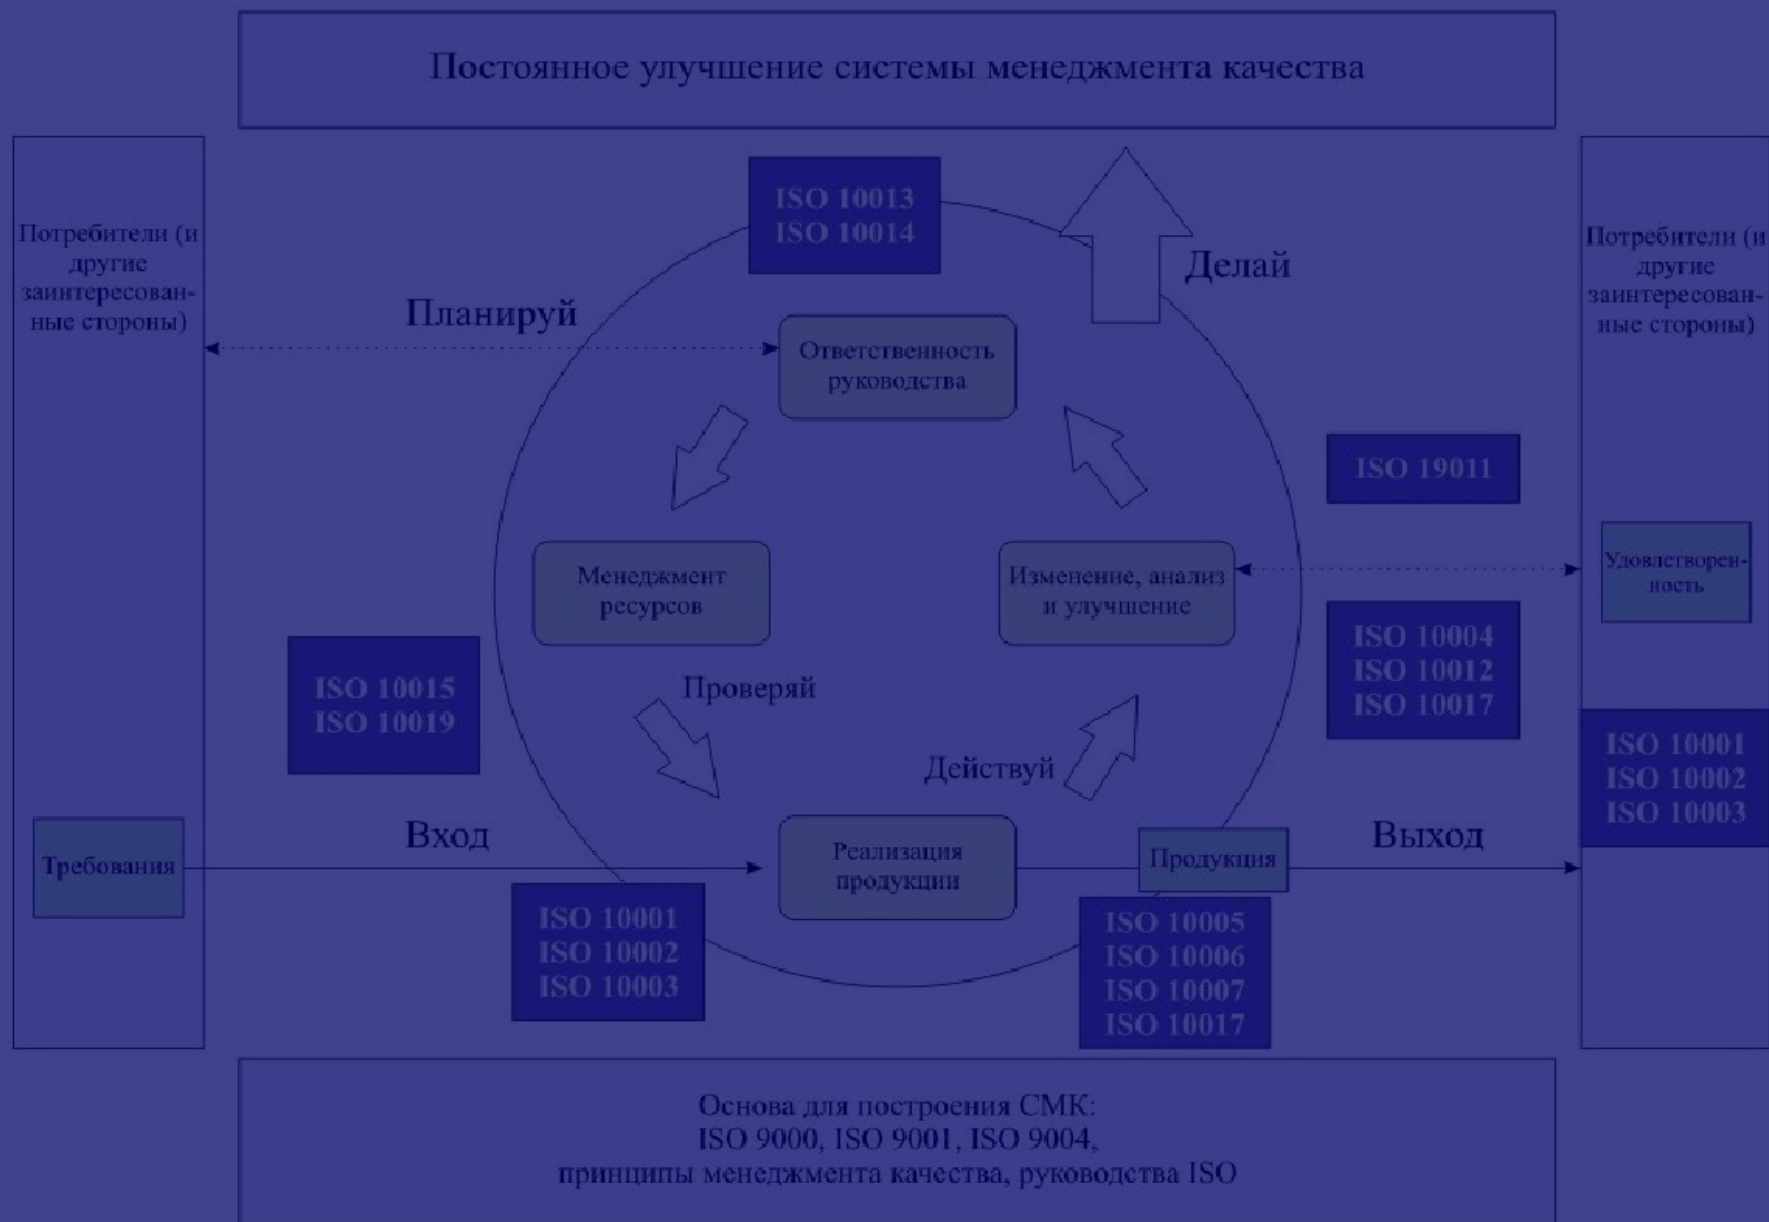 Постоянное улучшение системы менеджмента качества
Потребители (и
другие
заинтересован-
ные стороны)
ISO 10013
ISO 10014
Делай
Потребители (и
другие
заинтересован-
ные стороны)
Планируй
Ответственность
руководства
ISO 19011
Менеджмент
ресурсов
Изменение, анализ
и улучшение
Удовлетворен-
ность
ISO 10015
ISO 10019
Проверяй
ISO 10004
ISO 10012
ISO 10017
Действуй
ISO 10001
ISO 10002
ISO 10003
Требования
Вход
Реализация
продукции
Продукция
Выход
ISO 10001
ISO 10002
ISO 10003
ISO 10005
ISO 10006
ISO 10007
ISO 10017
Основа для построения СМК:
ISO 9000, ISO 9001, ISO 9004,
принципы менеджмента качества, руководства ISO